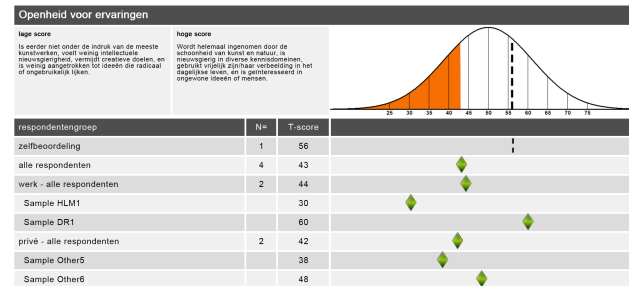 Openheid voor ervaringen
lage score
Is eerder niet onder de indruk van de meeste
kunstwerken, voelt weinig intellectuele
nieuwsgierigheid, vermijdt creatieve doelen, en
is weinig aangetrokken tot ideeën die radicaal
of ongebruikelijk lijken.
hoge score
Wordt helemaal ingenomen door de
schoonheid van kunst en natuur, is
nieuwsgierig in diverse kennisdomeinen,
gebruikt vrijelijk zijn/haar verbeelding in het
dagelijkse leven, en is geïnteresseerd in
ongewone ideeën of mensen.
25 30 35 40 45 50 55 60 65 70 75
respondentengroep N= T-score
zelfbeoordeling 1 56
alle respondenten 4 43
werk - alle respondenten 2 44
Sample HLM1 30
Sample DR1 60
privé - alle respondenten 2 42
Sample Other5 38
Sample Other6 48